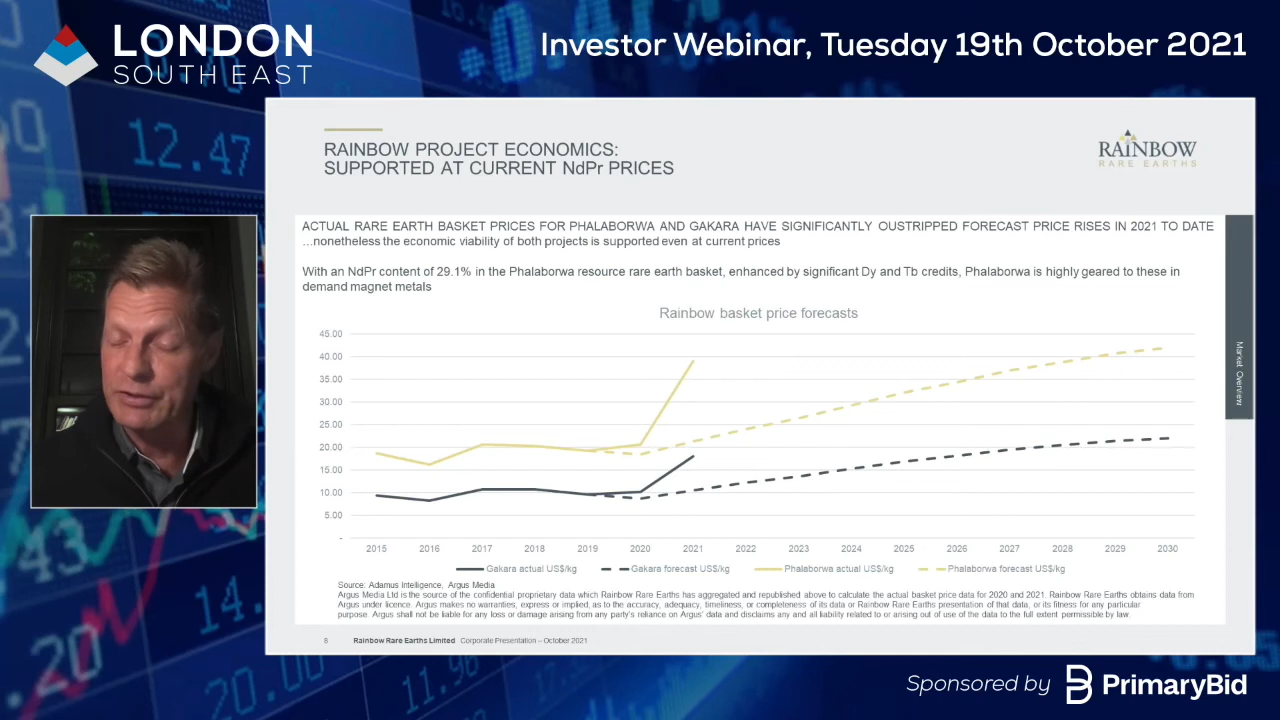 LONDON
SOUTH EAST
Investor Webinar, Tuesday 19th October 2021
12.47
RAINBOW PROJECT ECONOMICS:
SUPPORTED AT CURRENT NdPr PRICES
RAINBOW
RARE EARTHS
ACTUAL RARE EARTH BASKET PRICES FOR PHALABORWA AND GAKARA HAVE SIGNIFICANTLY OUSTRIPPED FORECAST PRICE RISES IN 2021 TO DATE
…nonetheless the economic viability of both projects is supported even at current prices
With an NdPr content of 29.1% in the Phalaborwa resource rare earth basket, enhanced by significant Dy and Tb credits, Phalaborwa is highly geared to these in
demand magnet metals
Market Overview
Rainbow basket price forecasts
45.00
40.00
35.00
30.00
25.00
20.00
15.00
10.00
5.00
-
2015 2016 2017 2018 2019 2020 2021 2022 2023 2024 2025 2026 2027 2028 2029 2030
Gakara actual US$/kg Gakara forecast US$/kg Phalaborwa actual US$/kg Phalaborwa forecast US$/kg
Source: Adamus Intelligence, Argus Media
Argus Media Ltd is the source of the confidential proprietary data which Rainbow Rare Earths has aggregated and republished above to calculate the actual basket price data for 2020 and 2021. Rainbow Rare Earths obtains data from
Argus under licence. Argus makes no warranties, express or implied, as to the accuracy, adequacy, timeliness, or completeness of its data or Rainbow Rare Earths presentation of that data, or its fitness for any particular
purpose. Argus shall not be liable for any loss or damage arising from any party's reliance on Argus' data and disclaims any and all liability related to or arising out of use of the data to the full extent permissible by law.
8 Rainbow Rare Earths Limited Corporate Presentation – October 2021
43
14.
.20
20.00
11.96
Sponsored by PrimaryBid